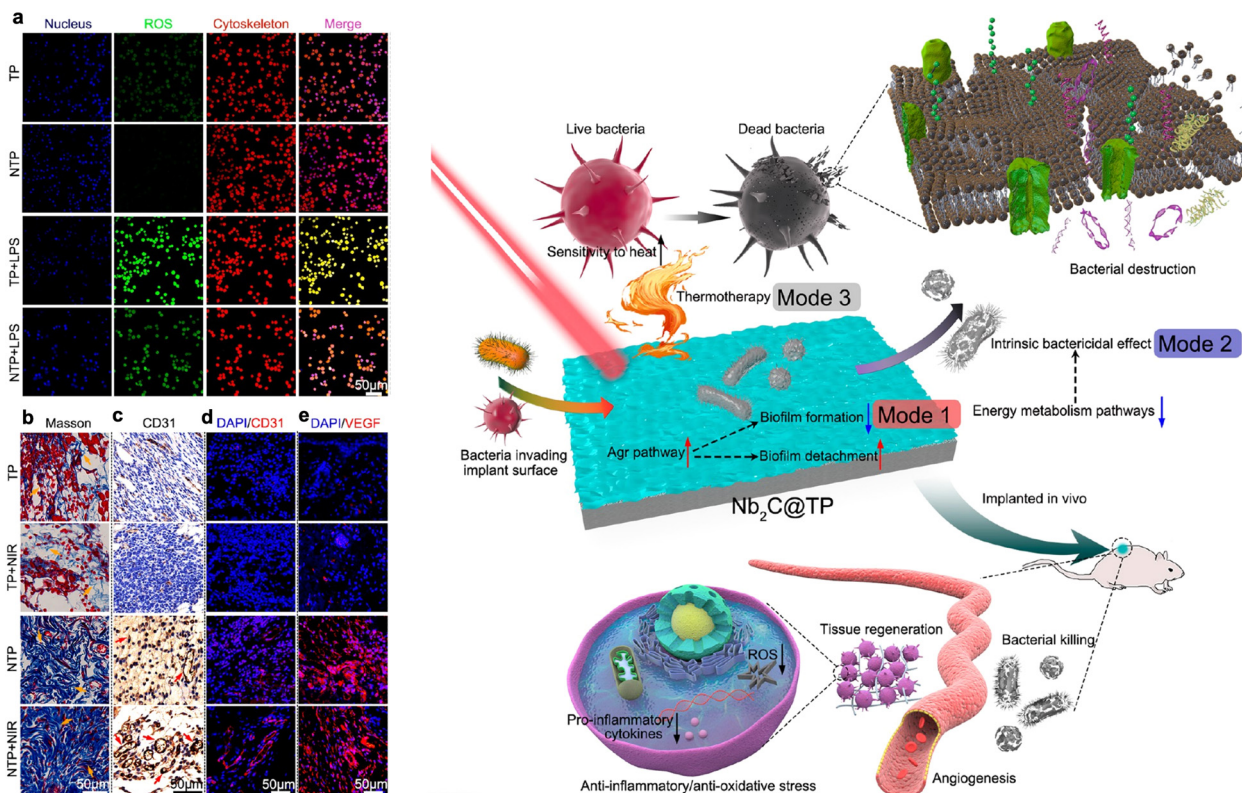 a
Nucleus ROS Cytoskeleton Merge
TP
NTP
TP+LPS
NTP+LPS
50μm
b Masson c CD31 d DAPI/CD31 e DAPI/VEGF
TP
TP+NIR
NTP
NTP+NIR
50μm 50μm 50μm 50μm
Live bacteria
Dead bacteria
Sensitivity to heat
Bacterial destruction
Thermotherapy Mode 3
Intrinsic bactericidal effect Mode 2
Energy metabolism pathways
Biofilm formation Mode 1
Agr pathway
Biofilm detachment
Bacteria invading
implant surface
Nb₂C@TP
Implanted in vivo
Tissue regeneration
Bacterial killing
ROS
Pro-inflammatory
cytokines
Anti-inflammatory/anti-oxidative stress
Angiogenesis